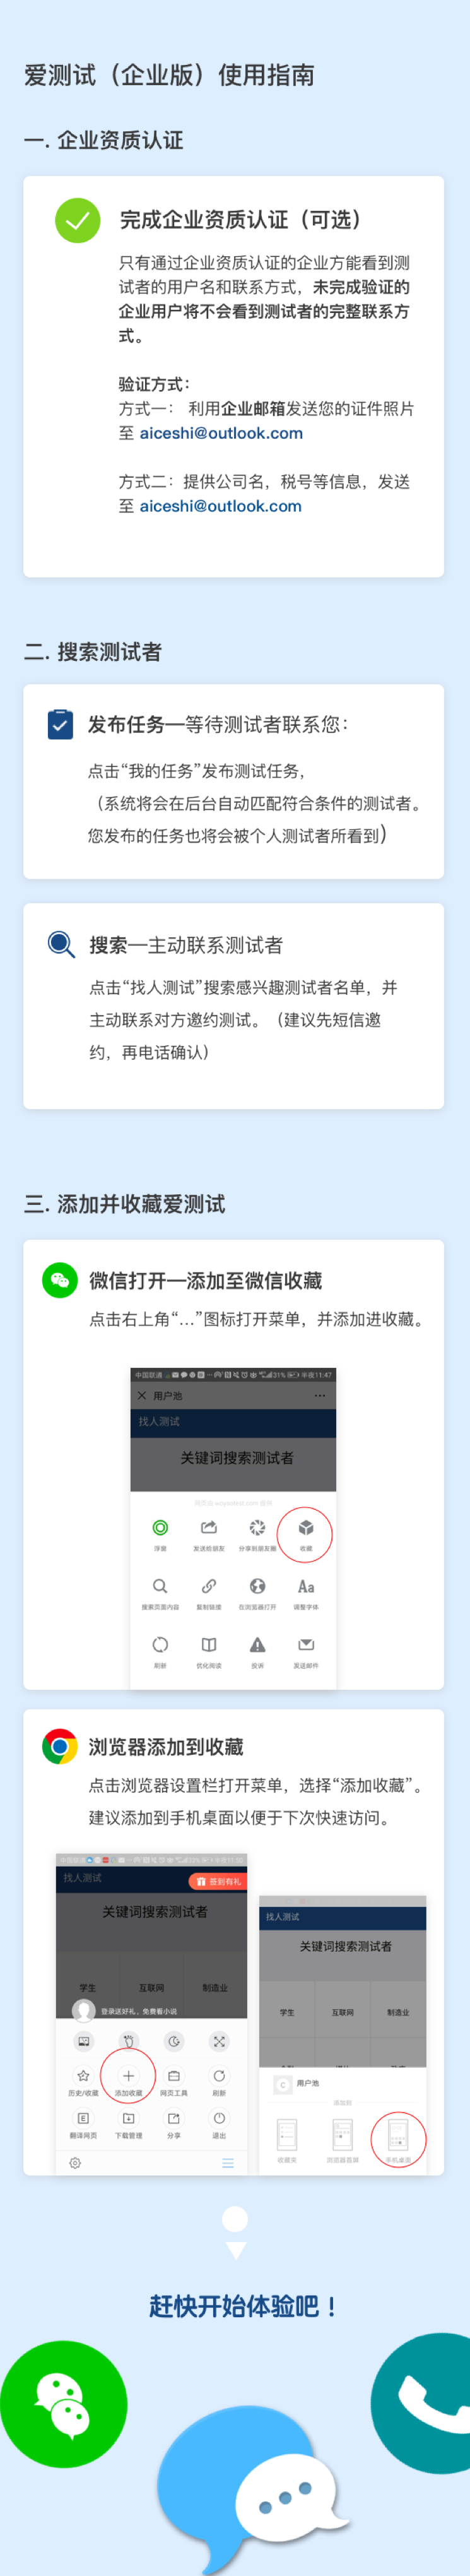 爱测试（企业版）使用指南
一. 企业资质认证
完成企业资质认证（可选）
只有通过企业资质认证的企业方能看到测
试者的用户名和联系方式，未完成验证的
企业用户将不会看到测试者的完整联系方
式。
验证方式：
方式一： 利用企业邮箱发送您的证件照片
至 aiceshi@outlook.com
方式二：提供公司名，税号等信息，发送
至 aiceshi@outlook.com
二. 搜索测试者
发布任务—等待测试者联系您：
点击“我的任务”发布测试任务，
（系统将会在后台自动匹配符合条件的测试者。
您发布的任务也将会被个人测试者所看到）
搜索—主动联系测试者
点击“找人测试”搜索感兴趣测试者名单，并
主动联系对方邀约测试。（建议先短信邀
约，再电话确认）
三. 添加并收藏爱测试
微信打开—添加至微信收藏
点击右上角“...”图标打开菜单，并添加进收藏。
中国联通 31% 半夜11:47
用户池
找人测试
关键词搜索测试者
浮窗 发送给朋友 分享到朋友圈 收藏
Aa
搜索页面内容 复制链接 在浏览器打开 调整字体
刷新 优化阅读 投诉 发送邮件
浏览器添加到收藏
点击浏览器设置栏打开菜单，选择“添加收藏”。
建议添加到手机桌面以便于下次快速访问。
找人测试
签到有礼
关键词搜索测试者
学生 互联网 制造业
登录送好礼，免费看小说
历史/收藏 添加收藏 网页工具 刷新
翻译网页 下载管理 分享 退出
找人测试
关键词搜索测试者
学生 互联网 制造业
C 用户池
添加到
收藏夹 浏览器首屏 手机桌面
赶快开始体验吧！